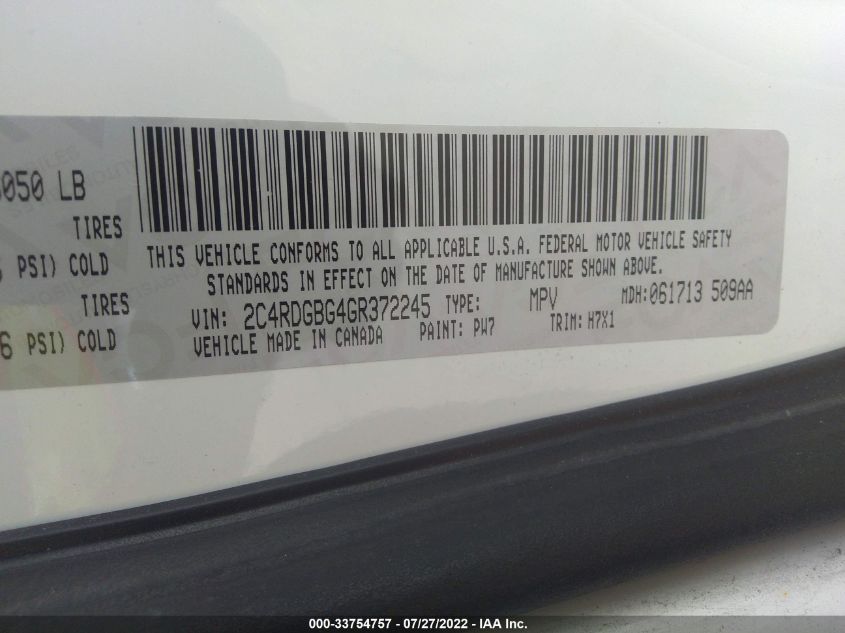 050 LB
TIRES
PSI) COLD
TIRES
6 PSI) COLD
THIS VEHICLE CONFORMS TO ALL APPLICABLE U.S.A. FEDERAL MOTOR VEHICLE SAFETY
STANDARDS IN EFFECT ON THE DATE OF MANUFACTURE SHOWN ABOVE.
VIN: 2C4RDGBG4GR372245 TYPE: MPV MDH:061713 509AA
VEHICLE MADE IN CANADA PAINT: PW7 TRIM: H7X1
000-33754757 - 07/27/2022 - IAA Inc.